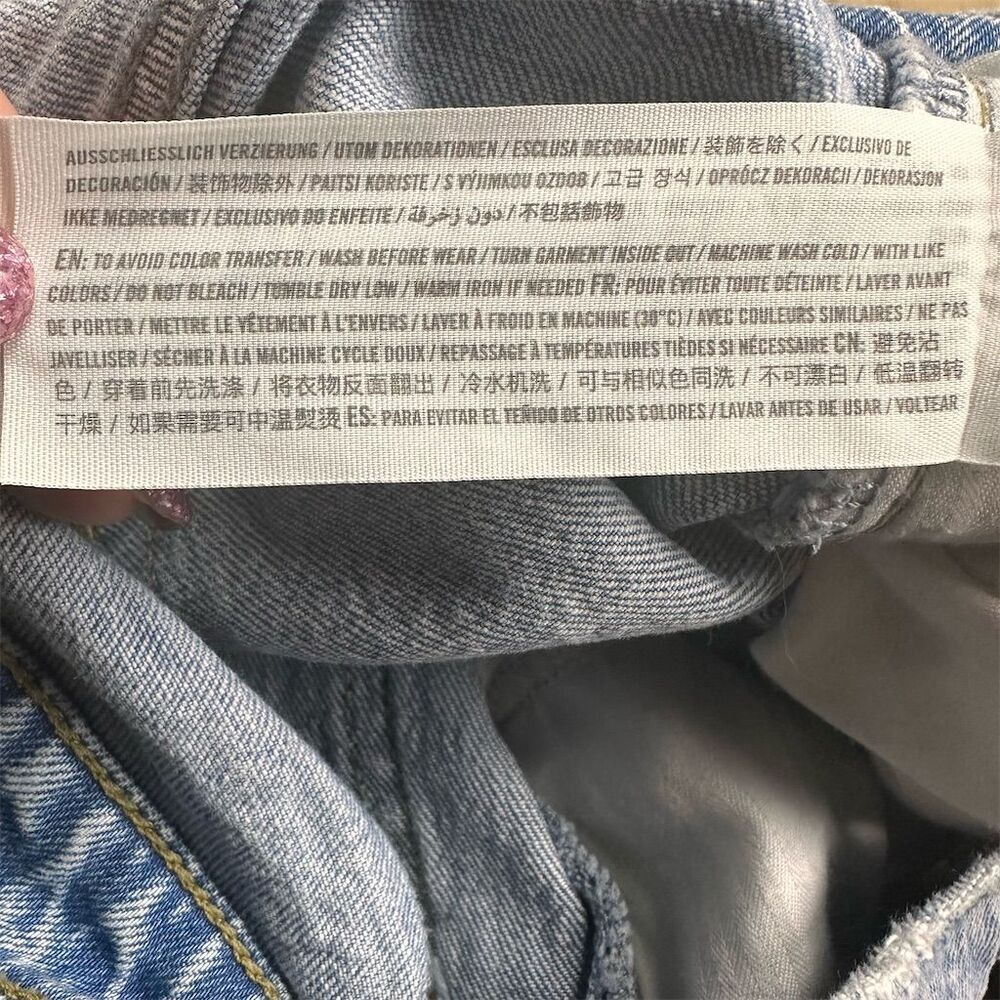 AUSSCHLIESSLICH VERZIERUNG / UTOM DEKORATIONEN / ESCLUSA DECORAZIONE / 装飾を除く / EXCLUSIVO DE
DECORACIÓN / 装饰物除外 / PAITSI KORISTE / S VÝJIMKOU OZDOB / 고급 장식 / OPRÓCZ DEKORACJI / DEKORASJON
IKKE MEDREGNET / EXCLUSIVO DO ENFEITE / دون زخرفة / 不包括飾物
EN: TO AVOID COLOR TRANSFER / WASH BEFORE WEAR / TURN GARMENT INSIDE OUT / MACHINE WASH COLD / WITH LIKE
COLORS / DO NOT BLEACH / TUMBLE DRY LOW / WARM IRON IF NEEDED FR: POUR ÉVITER TOUTE DÉTEINTE / LAVER AVANT
DE PORTER / METTRE LE VÊTEMENT À L'ENVERS / LAVER À FROID EN MACHINE (30°C) / AVEC COULEURS SIMILAIRES / NE PAS
JAVELLISER / SÉCHER À LA MACHINE CYCLE DOUX / REPASSAGE À TEMPÉRATURES TIÈDES SI NÉCESSAIRE CN: 避免沾
色 / 穿着前先洗涤 / 将衣物反面翻出 / 冷水机洗 / 可与相似色同洗 / 不可漂白 / 低温翻转
干燥 / 如果需要可中温熨烫 ES: PARA EVITAR EL TEÑIDO DE OTROS COLORES / LAVAR ANTES DE USAR / VOLTEAR